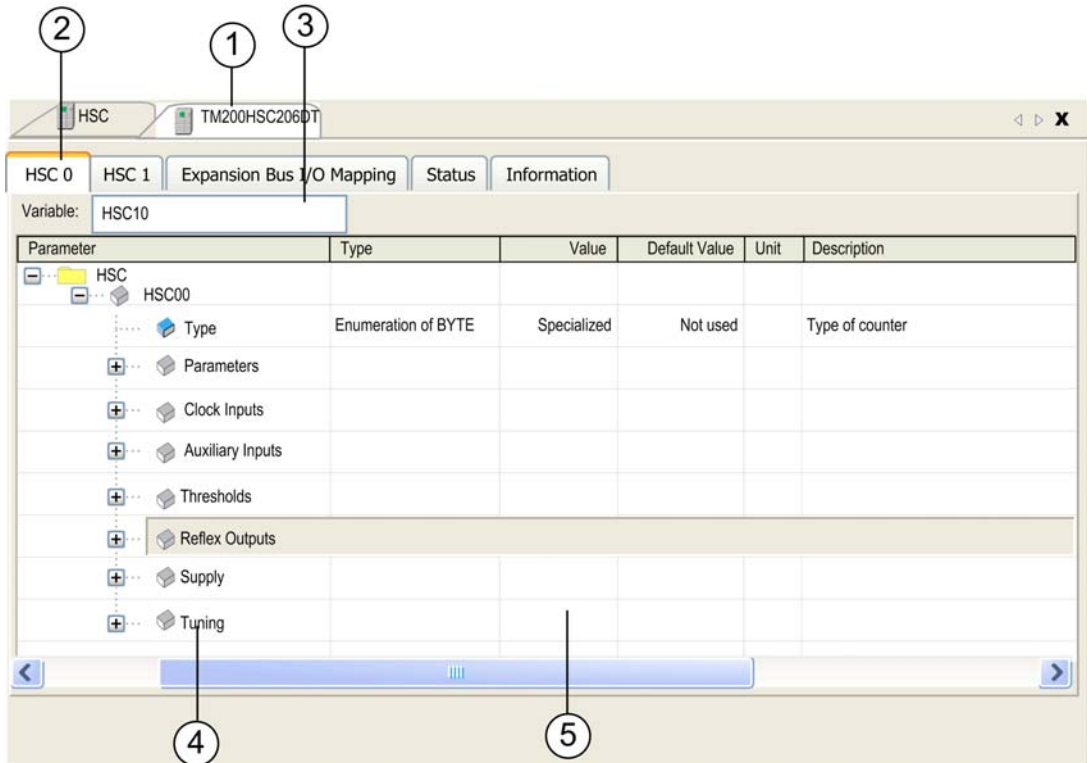 2
1
3
HSC
TM200HSC206DT
X
HSC 0
HSC 1
Expansion Bus I/O Mapping
Status
Information
Variable:
HSC10
Parameter
Type
Value
Default Value
Unit
Description
HSC
HSC00
Type
Enumeration of BYTE
Specialized
Not used
Type of counter
Parameters
Clock Inputs
Auxiliary Inputs
Thresholds
Reflex Outputs
Supply
Tuning
4
5